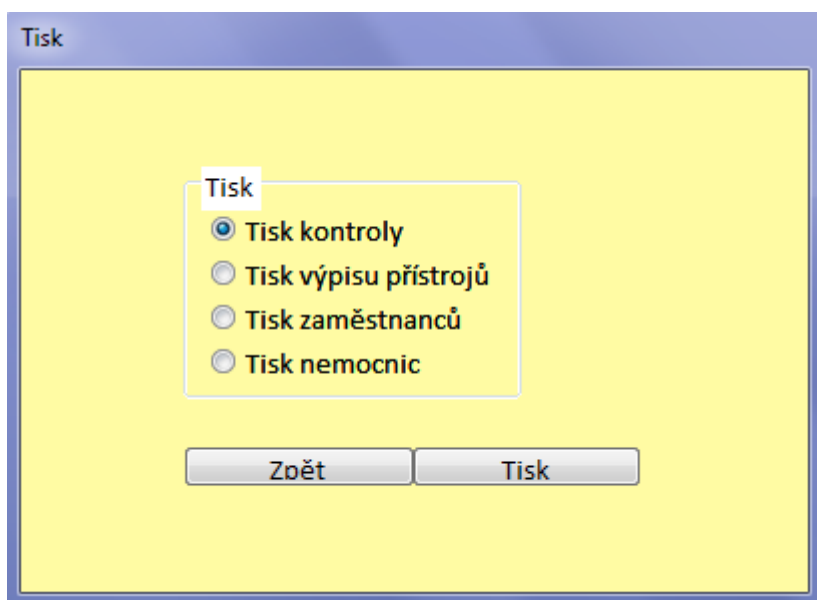 Tisk
Tisk
Tisk kontroly
Tisk výpisu přístrojů
Tisk zaměstnanců
Tisk nemocnic
Zpět Tisk